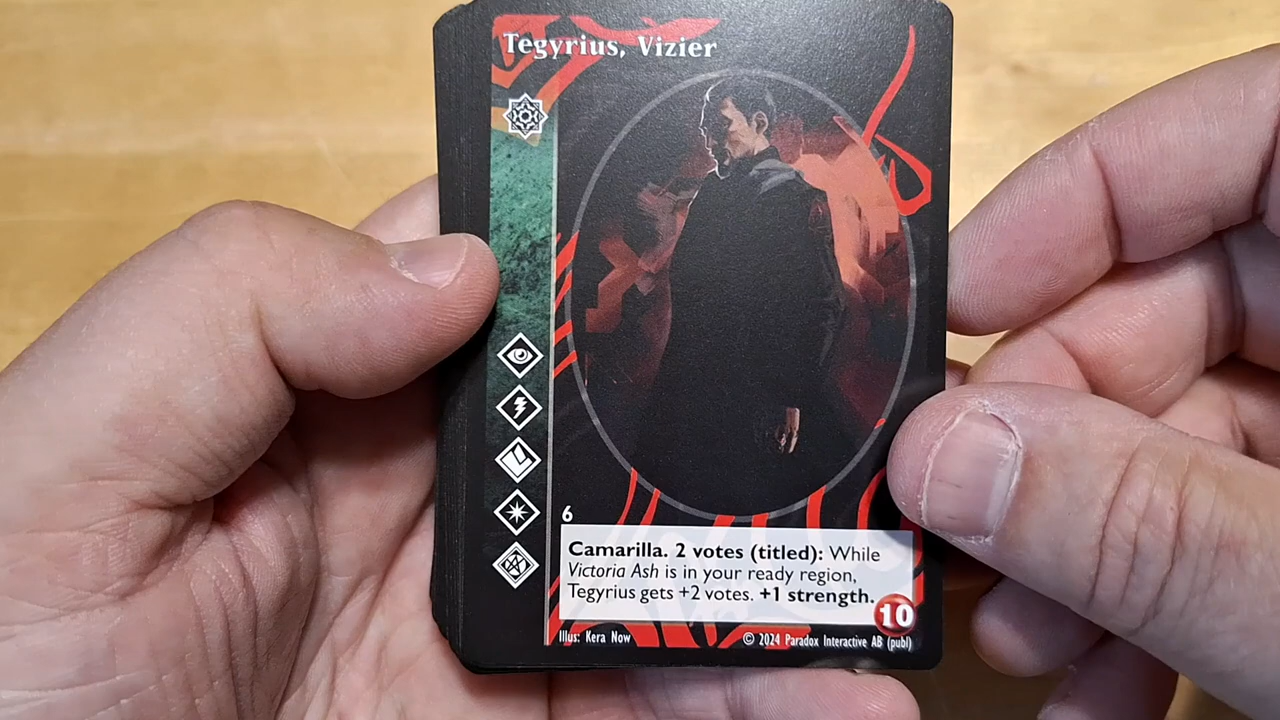 Tegyrius, Vizier
6
Camarilla. 2 votes (titled): While
Victoria Ash is in your ready region,
Tegyrius gets +2 votes. +1 strength.
10
Illus: Kera Now
© 2024 Paradox Interactive AB (publ)